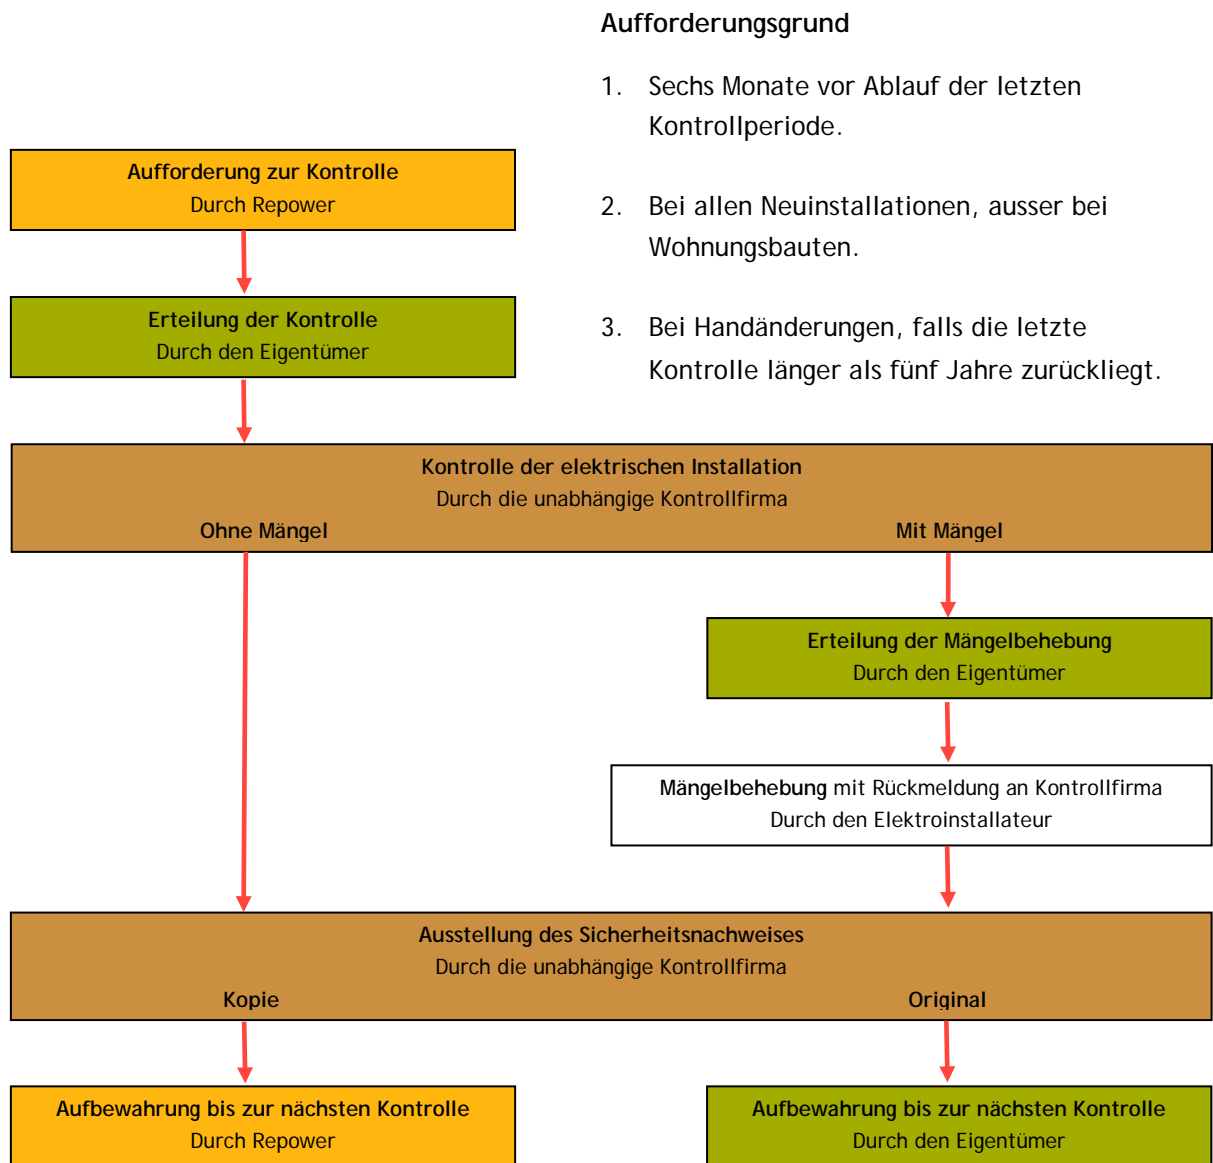 Aufforderungsgrund
1. Sechs Monate vor Ablauf der letzten
Kontrollperiode.
2. Bei allen Neuinstallationen, ausser bei
Wohnungsbauten.
3. Bei Handänderungen, falls die letzte
Kontrolle länger als fünf Jahre zurückliegt.
Aufforderung zur Kontrolle
Durch Repower
Erteilung der Kontrolle
Durch den Eigentümer
Kontrolle der elektrischen Installation
Durch die unabhängige Kontrollfirma
Ohne Mängel
Mit Mängel
Erteilung der Mängelbehebung
Durch den Eigentümer
Mängelbehebung mit Rückmeldung an Kontrollfirma
Durch den Elektroinstallateur
Ausstellung des Sicherheitsnachweises
Durch die unabhängige Kontrollfirma
Kopie
Original
Aufbewahrung bis zur nächsten Kontrolle
Durch Repower
Aufbewahrung bis zur nächsten Kontrolle
Durch den Eigentümer